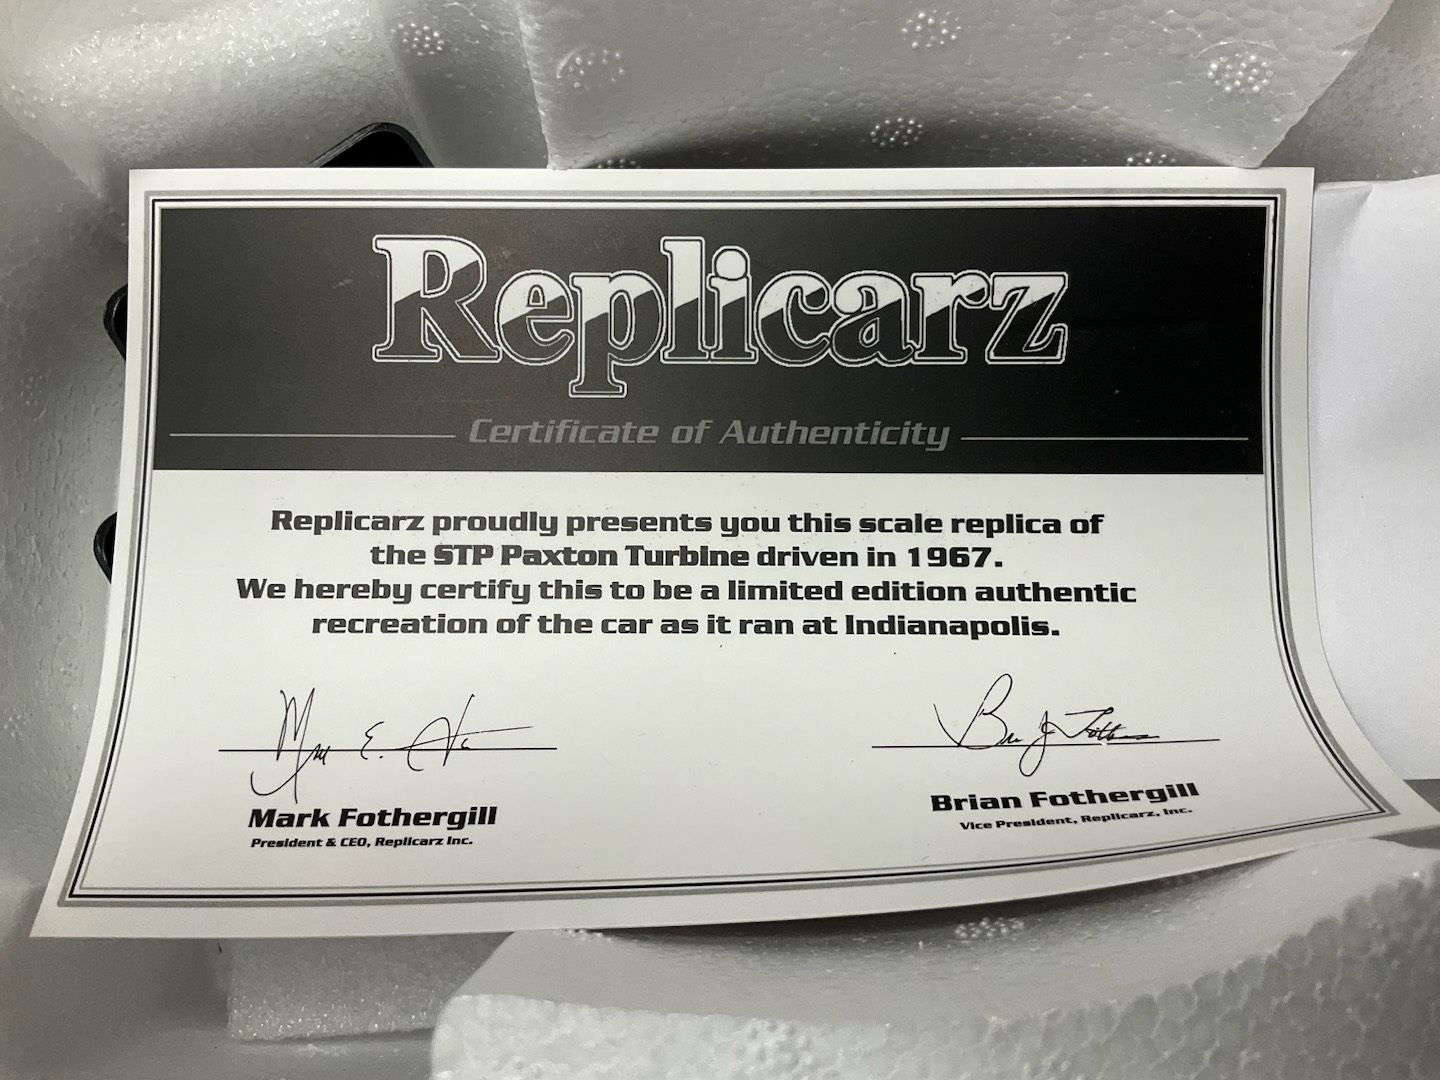 Replicarz
Certificate of Authenticity
Replicarz proudly presents you this scale replica of
the STP Paxton Turbine driven in 1967.
We hereby certify this to be a limited edition authentic
recreation of the car as it ran at Indianapolis.
Mark Fothergill
President & CEO, Replicarz Inc.
Brian Fothergill
Vice President, Replicarz, Inc.